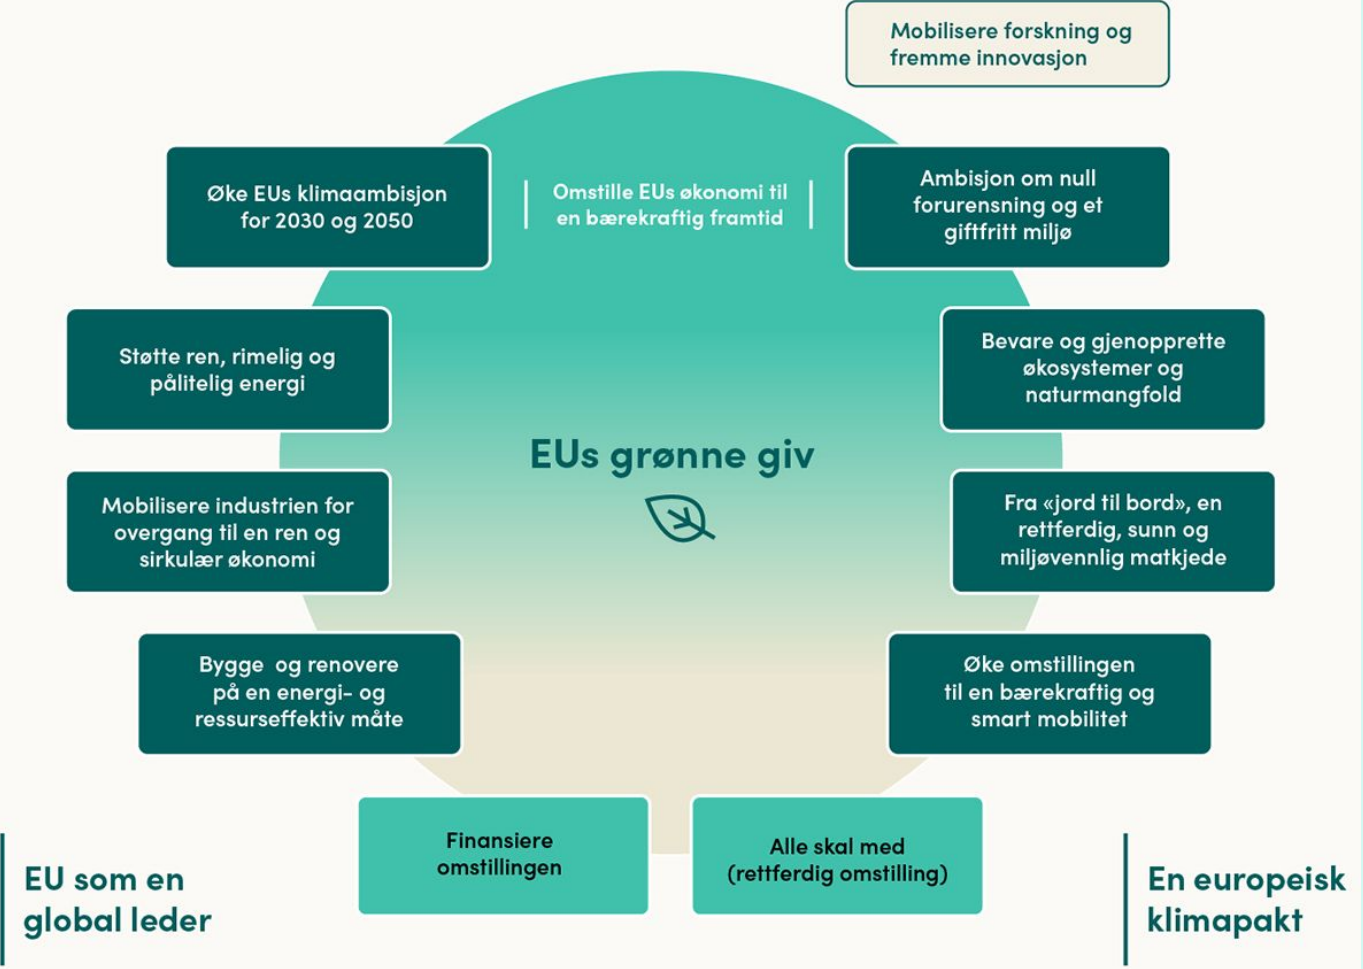 Mobilisere forskning og
fremme innovasjon
Øke EUs klimaambisjon
for 2030 og 2050
Omstille EUs økonomi til
en bærekraftig framtid
Ambisjon om null
forurensning og et
giftfritt miljø
Støtte ren, rimelig og
pålitelig energi
Bevare og gjenopprette
økosystemer og
naturmangfold
EUs grønne giv
Mobilisere industrien for
overgang til en ren og
sirkulær økonomi
Fra «jord til bord», en
rettferdig, sunn og
miljøvennlig matkjede
Bygge og renovere
på en energi- og
ressurseffektiv måte
Øke omstillingen
til en bærekraftig og
smart mobilitet
Finansiere
omstillingen
Alle skal med
(rettferdig omstilling)
EU som en
global leder
En europeisk
klimapakt